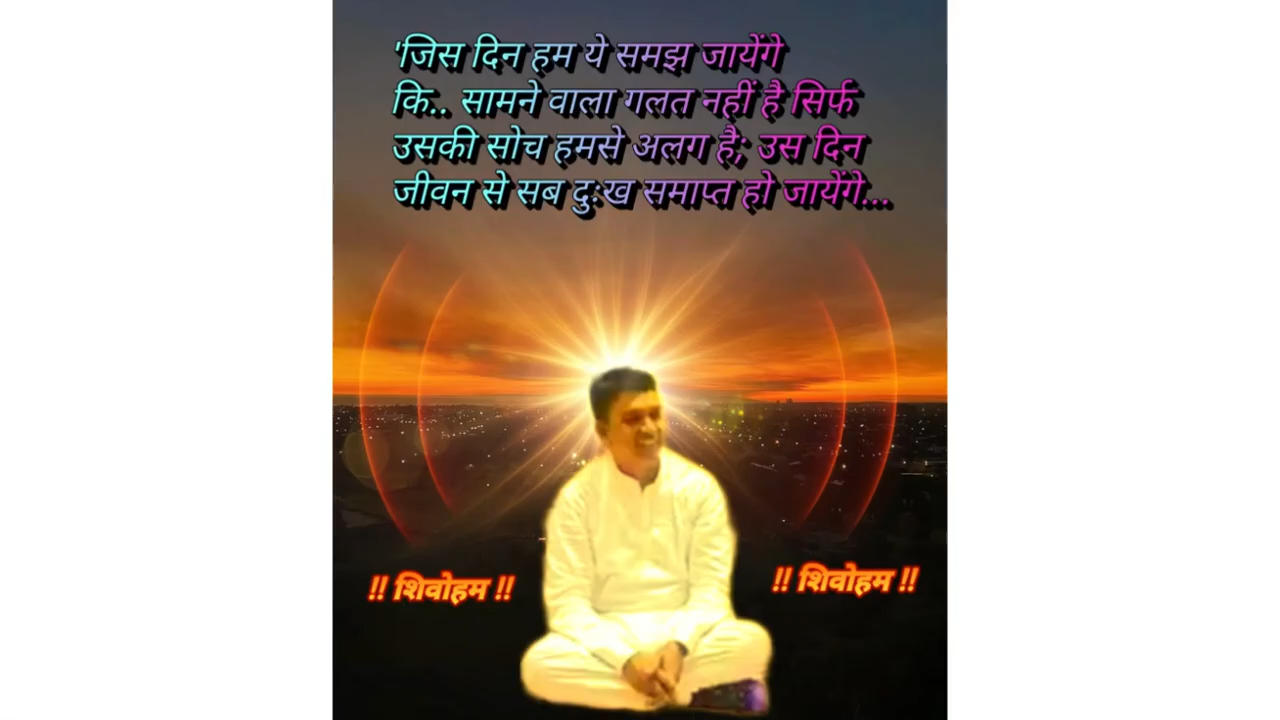 'जिस दिन हम ये समझ जायेंगे
कि.. सामने वाला गलत नहीं है सिर्फ
उसकी सोच हमसे अलग है; उस दिन
जीवन से सब दुःख समाप्त हो जायेंगे...
!! शिवोहम !!
!! शिवोहम !!